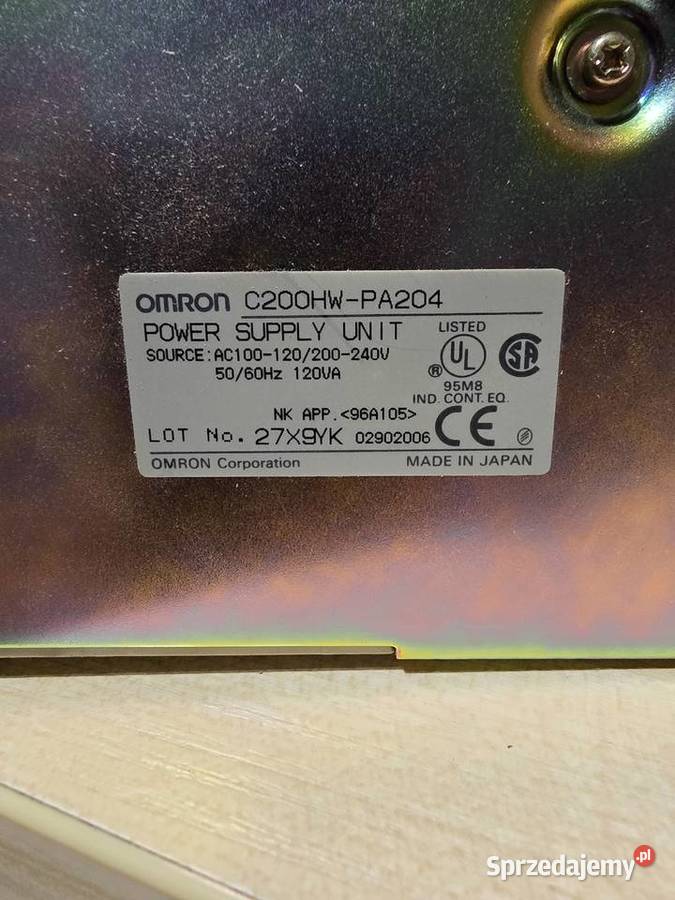 OMRON C200HW-PA204
POWER SUPPLY UNIT
SOURCE:AC100-120/200-240V
50/60Hz 120VA
LISTED
UL
®
SA
95M8
IND. CONT. EQ.
NK APP.<96A105>
LOT No. 27X9YK 02902006 CE
OMRON Corporation MADE IN JAPAN
Sprzedajemy.pl